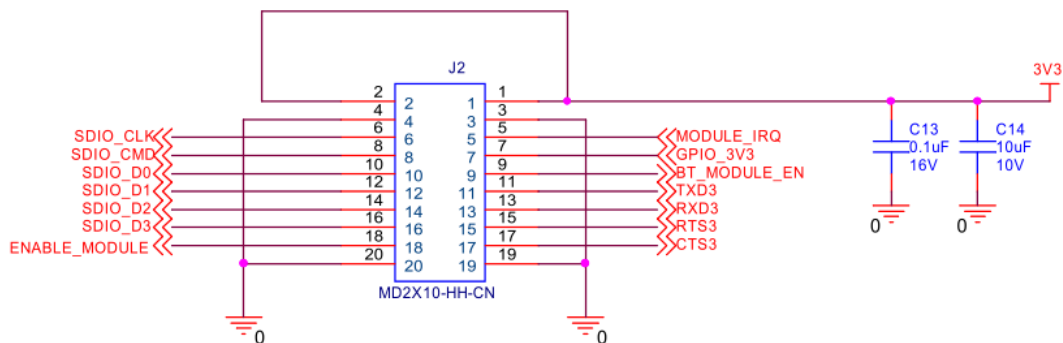 J2
3V3
2 2 1 1
4 4 3 3
SDIO_CLK 6 6 5 5 MODULE_IRQ
SDIO_CMD 8 8 7 7 GPIO_3V3
SDIO_D0 10 10 9 9 BT_MODULE_EN
SDIO_D1 12 12 11 11 TXD3
SDIO_D2 14 14 13 13 RXD3
SDIO_D3 16 16 15 15 RTS3
ENABLE_MODULE 18 18 17 17 CTS3
20 20 19 19
MD2X10-HH-CN
C13
0.1uF
16V
C14
10uF
10V
0
0
0
0